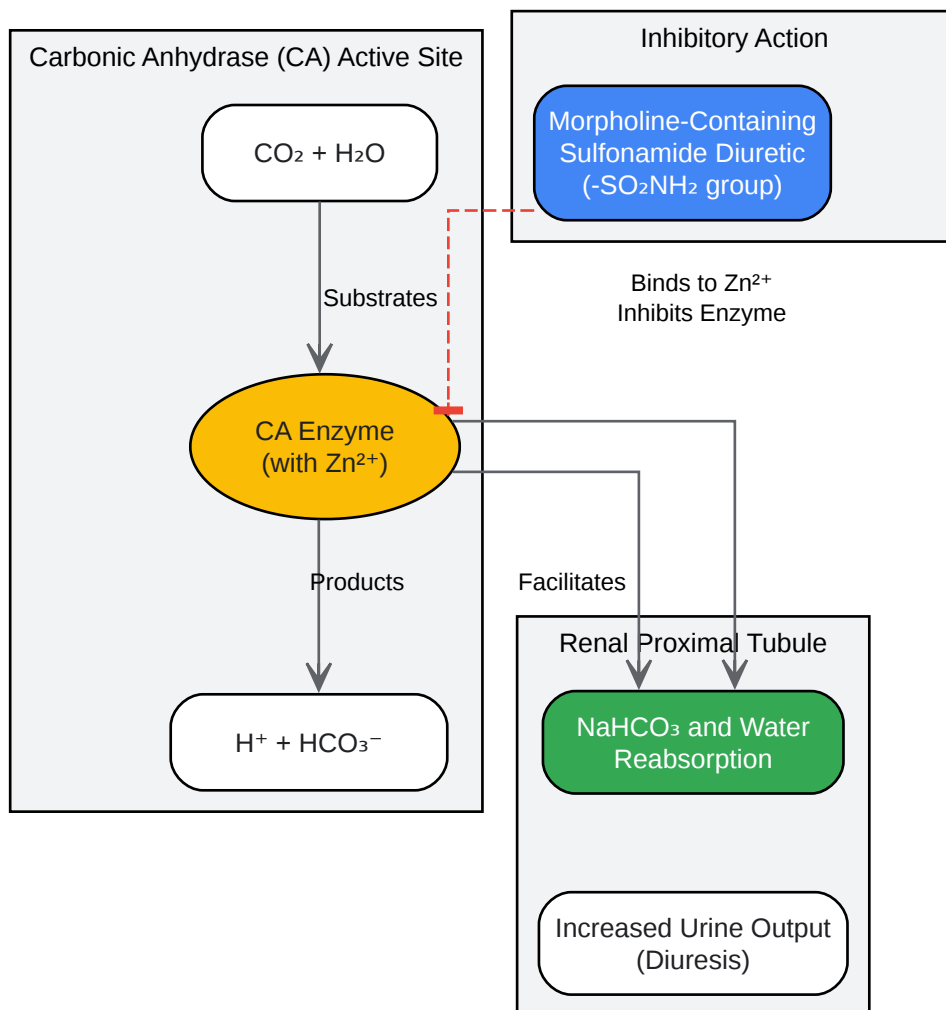 Carbonic Anhydrase (CA) Active Site
CO₂ + H₂O
Substrates
CA Enzyme
(with Zn²⁺)
Products
H⁺ + HCO₃⁻
Inhibitory Action
Morpholine-Containing
Sulfonamide Diuretic
(-SO₂NH₂ group)
Binds to Zn²⁺
Inhibits Enzyme
Facilitates
Renal Proximal Tubule
NaHCO₃ and Water
Reabsorption
Increased Urine Output
(Diuresis)